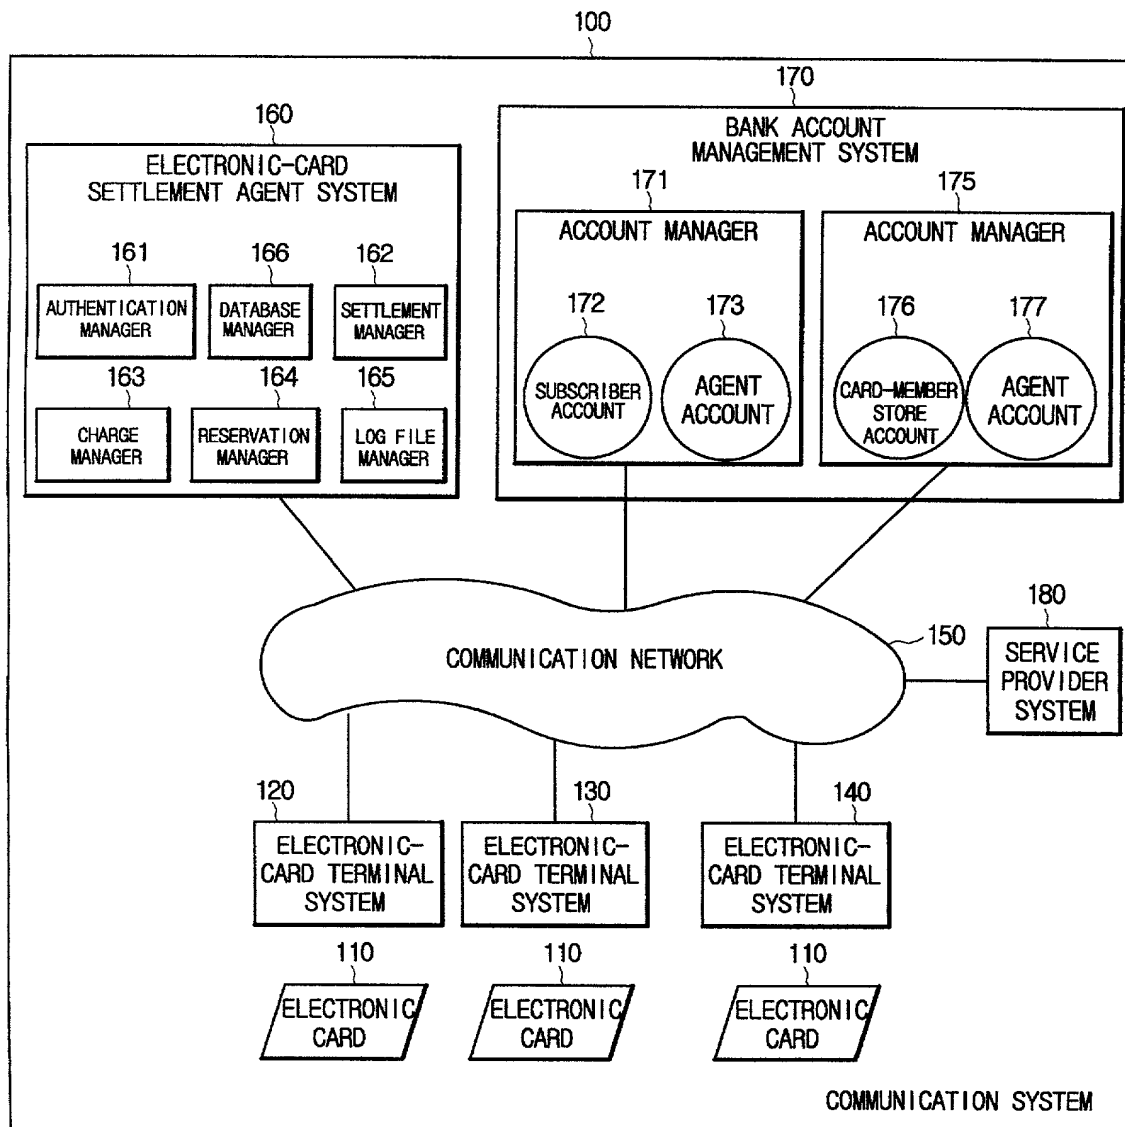 100
160
ELECTRONIC-CARD
SETTLEMENT AGENT SYSTEM
161
166
162
AUTHENTICATION
MANAGER
DATABASE
MANAGER
SETTLEMENT
MANAGER
163
164
165
CHARGE
MANAGER
RESERVATION
MANAGER
LOG FILE
MANAGER
170
BANK ACCOUNT
MANAGEMENT SYSTEM
171
175
ACCOUNT MANAGER
ACCOUNT MANAGER
172
173
176
177
SUBSCRIBER
ACCOUNT
AGENT
ACCOUNT
CARD-MEMBER
STORE
ACCOUNT
AGENT
ACCOUNT
COMMUNICATION NETWORK
150
180
SERVICE
PROVIDER
SYSTEM
120
130
140
ELECTRONIC-
CARD TERMINAL
SYSTEM
ELECTRONIC-
CARD TERMINAL
SYSTEM
ELECTRONIC-
CARD TERMINAL
SYSTEM
110
110
110
ELECTRONIC
CARD
ELECTRONIC
CARD
ELECTRONIC
CARD
COMMUNICATION SYSTEM